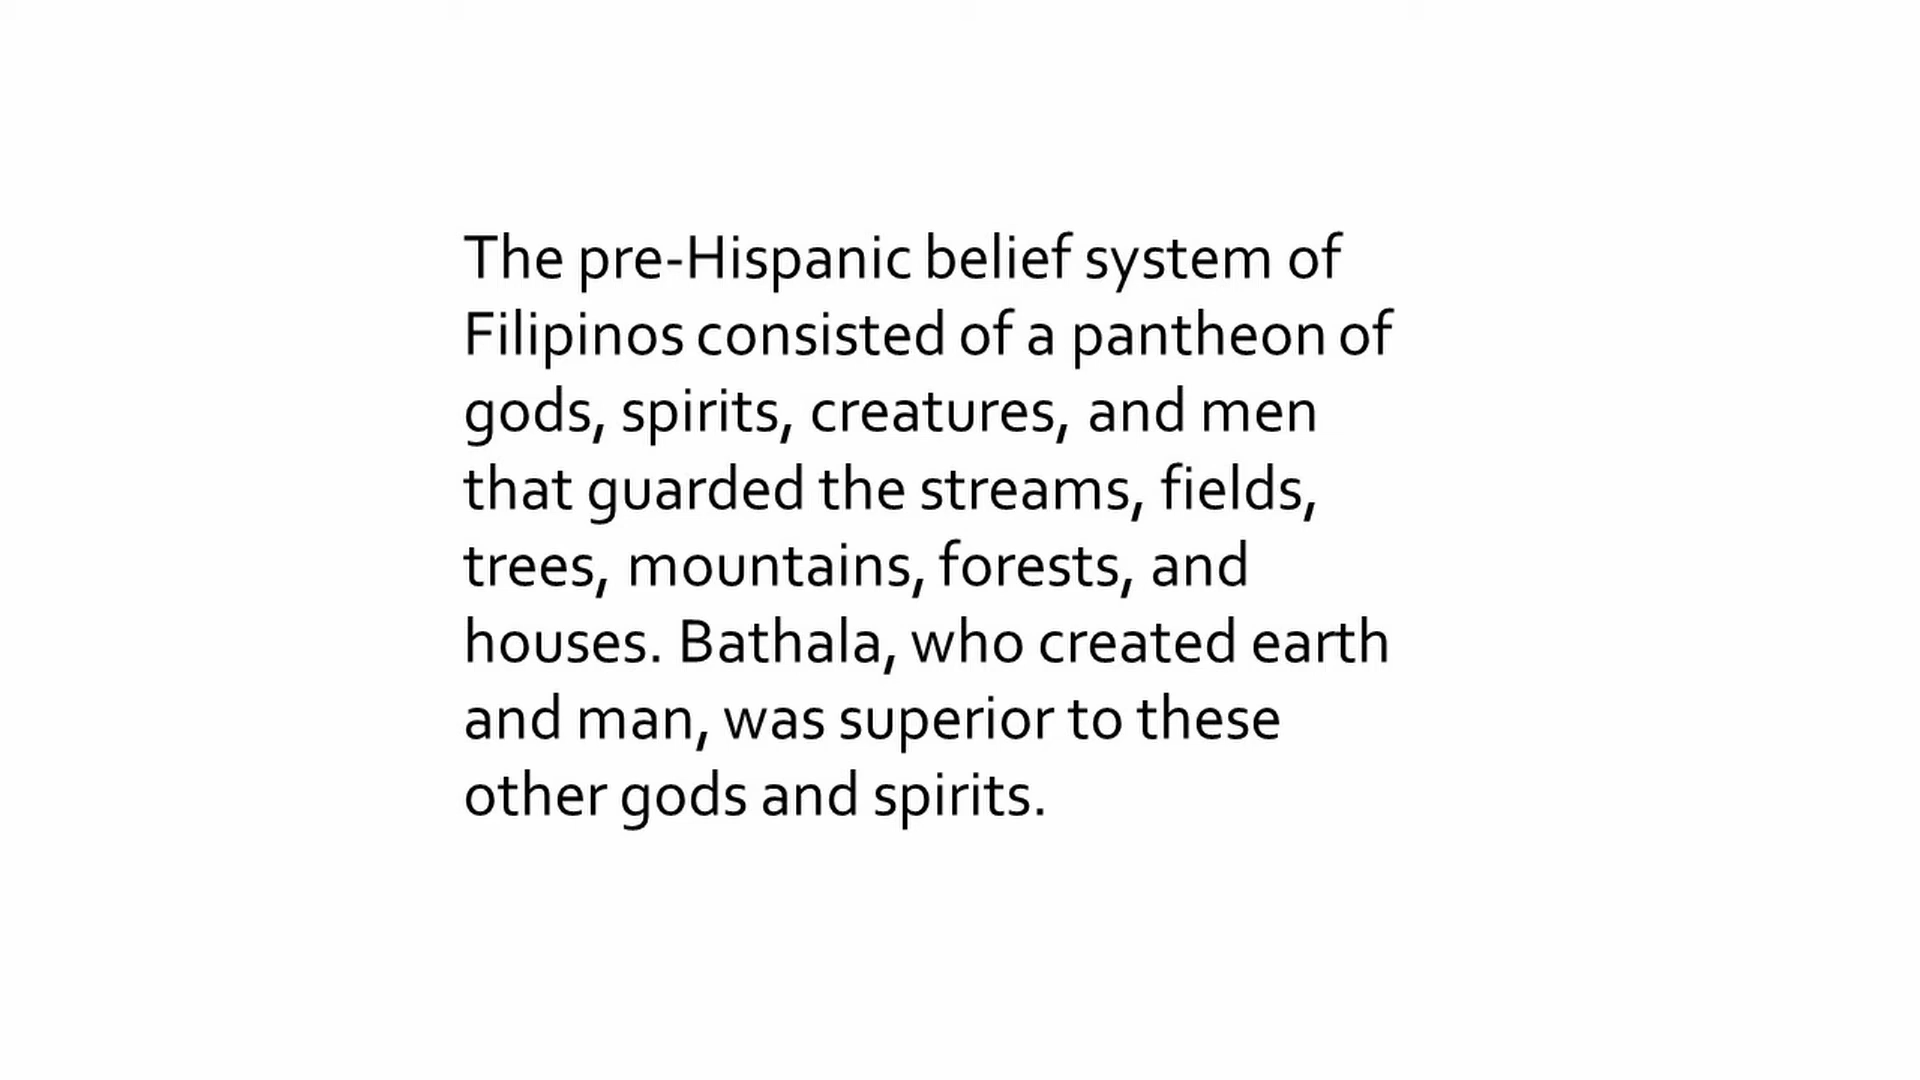 The pre-Hispanic belief system of
Filipinos consisted of a pantheon of
gods, spirits, creatures, and men
that guarded the streams, fields,
trees, mountains, forests, and
houses. Bathala, who created earth
and man, was superior to these
other gods and spirits.